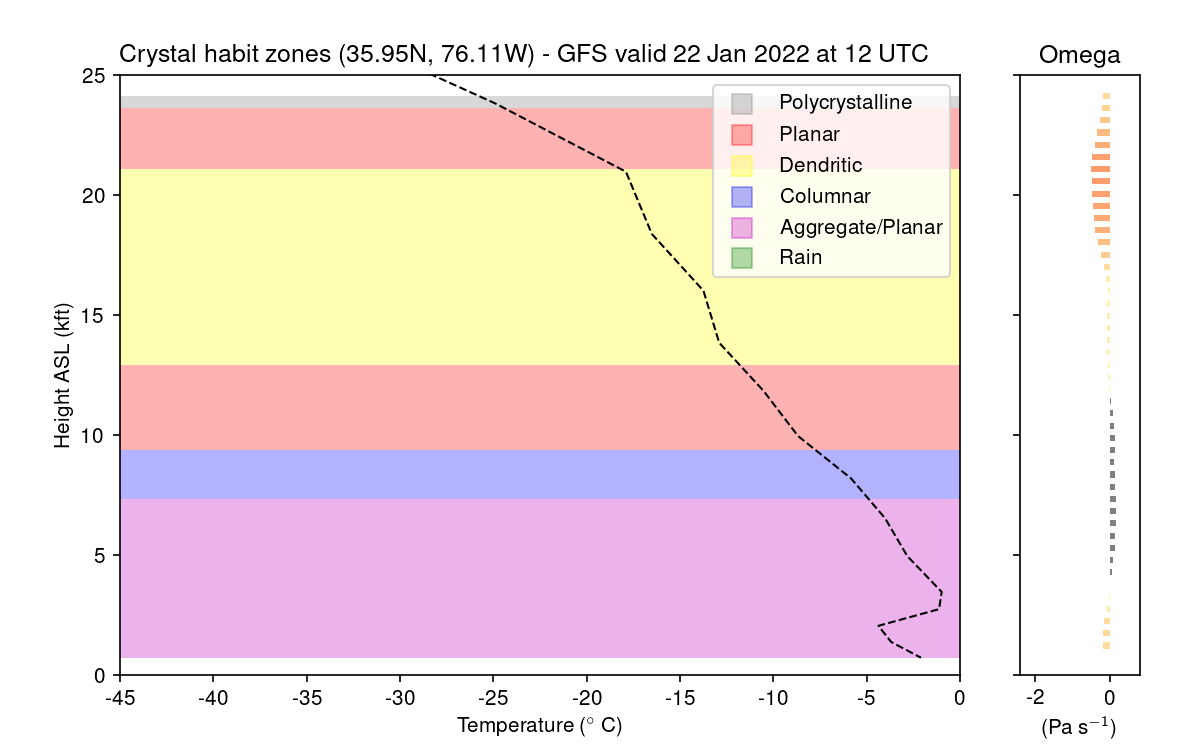 Crystal habit zones (35.95N, 76.11W) - GFS valid 22 Jan 2022 at 12 UTC
Omega
25
20
15
10
5
0
Height ASL (kft)
Polycrystalline
Planar
Dendritic
Columnar
Aggregate/Planar
Rain
-45 -40 -35 -30 -25 -20 -15 -10 -5 0
-2 0
Temperature (° C)
(Pa s⁻¹)